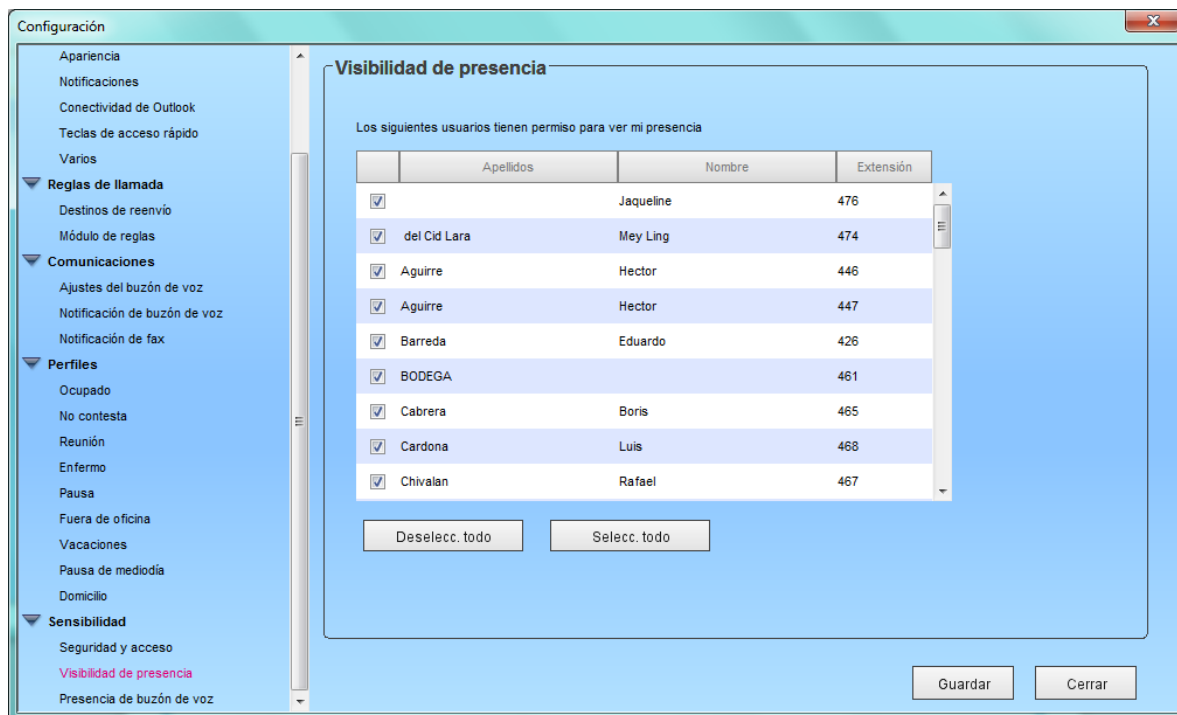 Configuración
Apariencia
Notificaciones
Conectividad de Outlook
Teclas de acceso rápido
Varios
Reglas de llamada
Destinos de reenvío
Módulo de reglas
Comunicaciones
Ajustes del buzón de voz
Notificación de buzón de voz
Notificación de fax
Perfiles
Ocupado
No contesta
Reunión
Enfermo
Pausa
Fuera de oficina
Vacaciones
Pausa de mediodía
Domicilio
Sensibilidad
Seguridad y acceso
Visibilidad de presencia
Presencia de buzón de voz
Visibilidad de presencia
Los siguientes usuarios tienen permiso para ver mi presencia
Apellidos Nombre Extensión
Jaqueline 476
del Cid Lara Mey Ling 474
Aguirre Hector 446
Aguirre Hector 447
Barreda Eduardo 426
BODEGA 461
Cabrera Boris 465
Cardona Luis 468
Chivalan Rafael 467
Deselecc. todo Selecc. todo
Guardar Cerrar